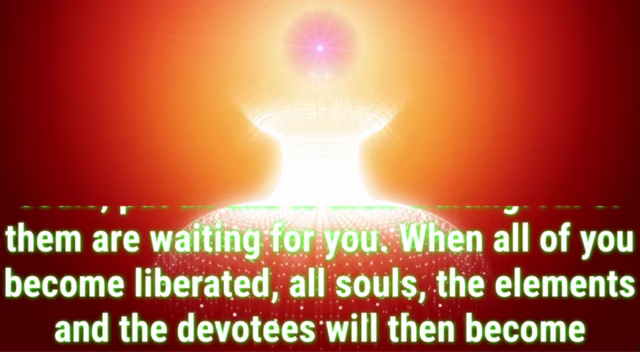 them are waiting for you. When all of you
become liberated, all souls, the elements
and the devotees will then become